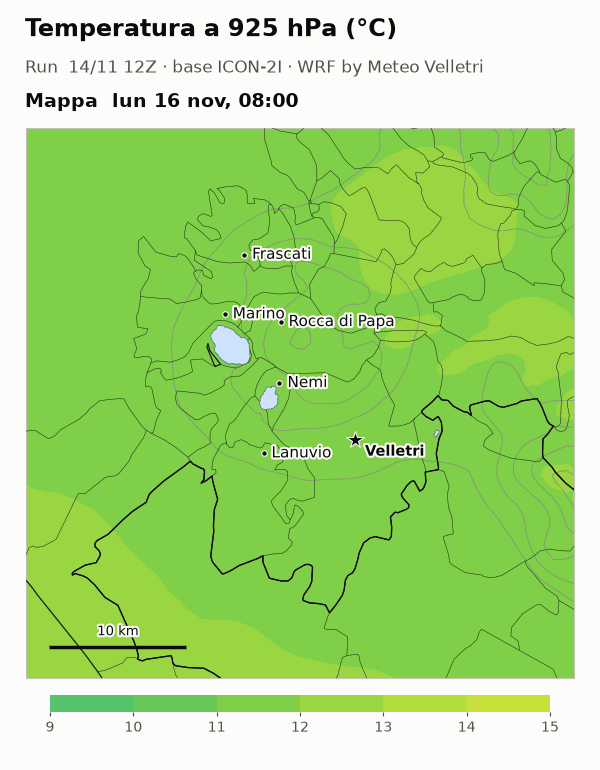 Temperatura a 925 hPa (°C)
Run  14/11 12Z · base ICON-2I · WRF by Meteo Velletri
Mappa  lun 16 nov, 08:00
Frascati
Marino
Rocca di Papa
Nemi
Velletri
Lanuvio
10 km
9 10 11 12 13 14 15